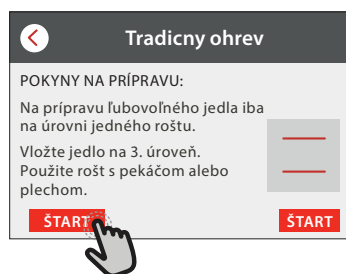 Tradicny ohrev
POKYNY NA PRÍPRAVU:
Na prípravu ľubovoľného jedla iba
na úrovni jedného roštu.
Vložte jedlo na 3. úroveň.
Použite rošt s pekáčom alebo
plechom.
ŠTART
ŠTART